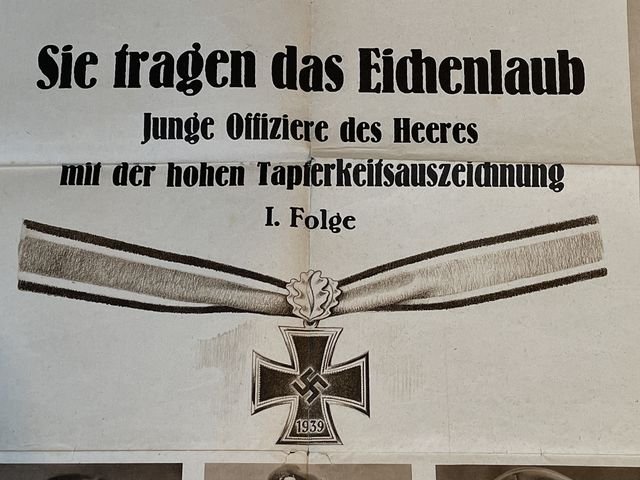 Sie tragen das Eichenlaub
Junge Offiziere des Heeres
mit der hohen Tapferkeitsauszeichnung
I. Folge
1939